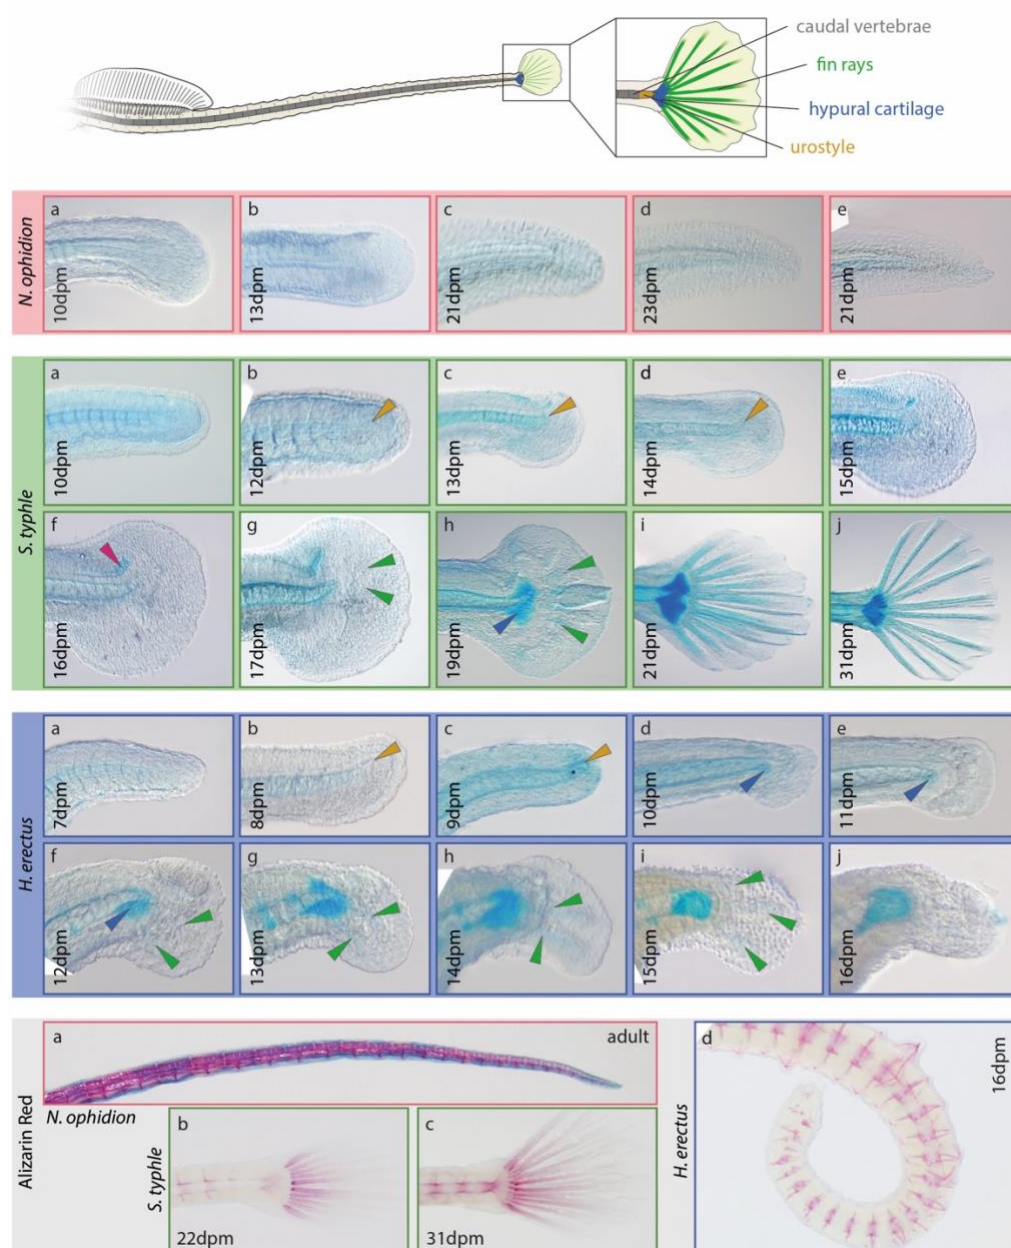 caudal vertebrae
fin rays
hypural cartilage
urostyle
N. ophidion
a
10dpm
b
13dpm
c
21dpm
d
23dpm
e
21dpm
S. typhle
a
10dpm
b
12dpm
c
13dpm
d
14dpm
e
15dpm
f
16dpm
g
17dpm
h
19dpm
i
21dpm
j
31dpm
H. erectus
a
7dpm
b
8dpm
c
9dpm
d
10dpm
e
11dpm
f
12dpm
g
13dpm
h
14dpm
i
15dpm
j
16dpm
Alizarin Red
a
adult
N. ophidion
S. typhle
b
22dpm
c
31dpm
H. erectus
d
16dpm